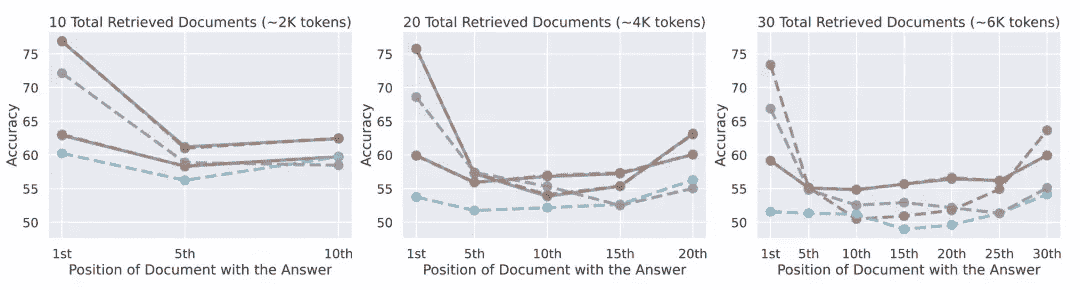 10 Total Retrieved Documents (~2K tokens)
75
70
65
60
55
50
Accuracy
1st
5th
10th
Position of Document with the Answer
20 Total Retrieved Documents (~4K tokens)
75
70
65
60
55
50
Accuracy
1st
5th
10th
15th
20th
Position of Document with the Answer
30 Total Retrieved Documents (~6K tokens)
75
70
65
60
55
50
Accuracy
1st
5th
10th
15th
20th
25th
30th
Position of Document with the Answer